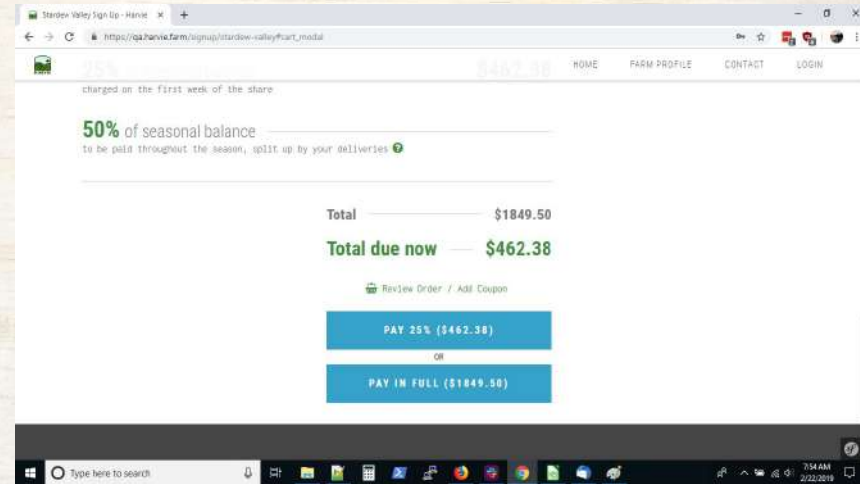 Stardew Valley Sign Up - Harvie
https://qa.harvie.farm/signup/stardew-valley#cart_modal
HOME FARM PROFILE CONTACT LOGIN
25% $462.38
charged on the first week of the share
50% of seasonal balance
to be paid throughout the season, split up by your deliveries
Total $1849.50
Total due now $462.38
Review Order / Add Coupon
PAY 25% ($462.38)
OR
PAY IN FULL ($1849.50)
Type here to search
7:54 AM
2/22/2019